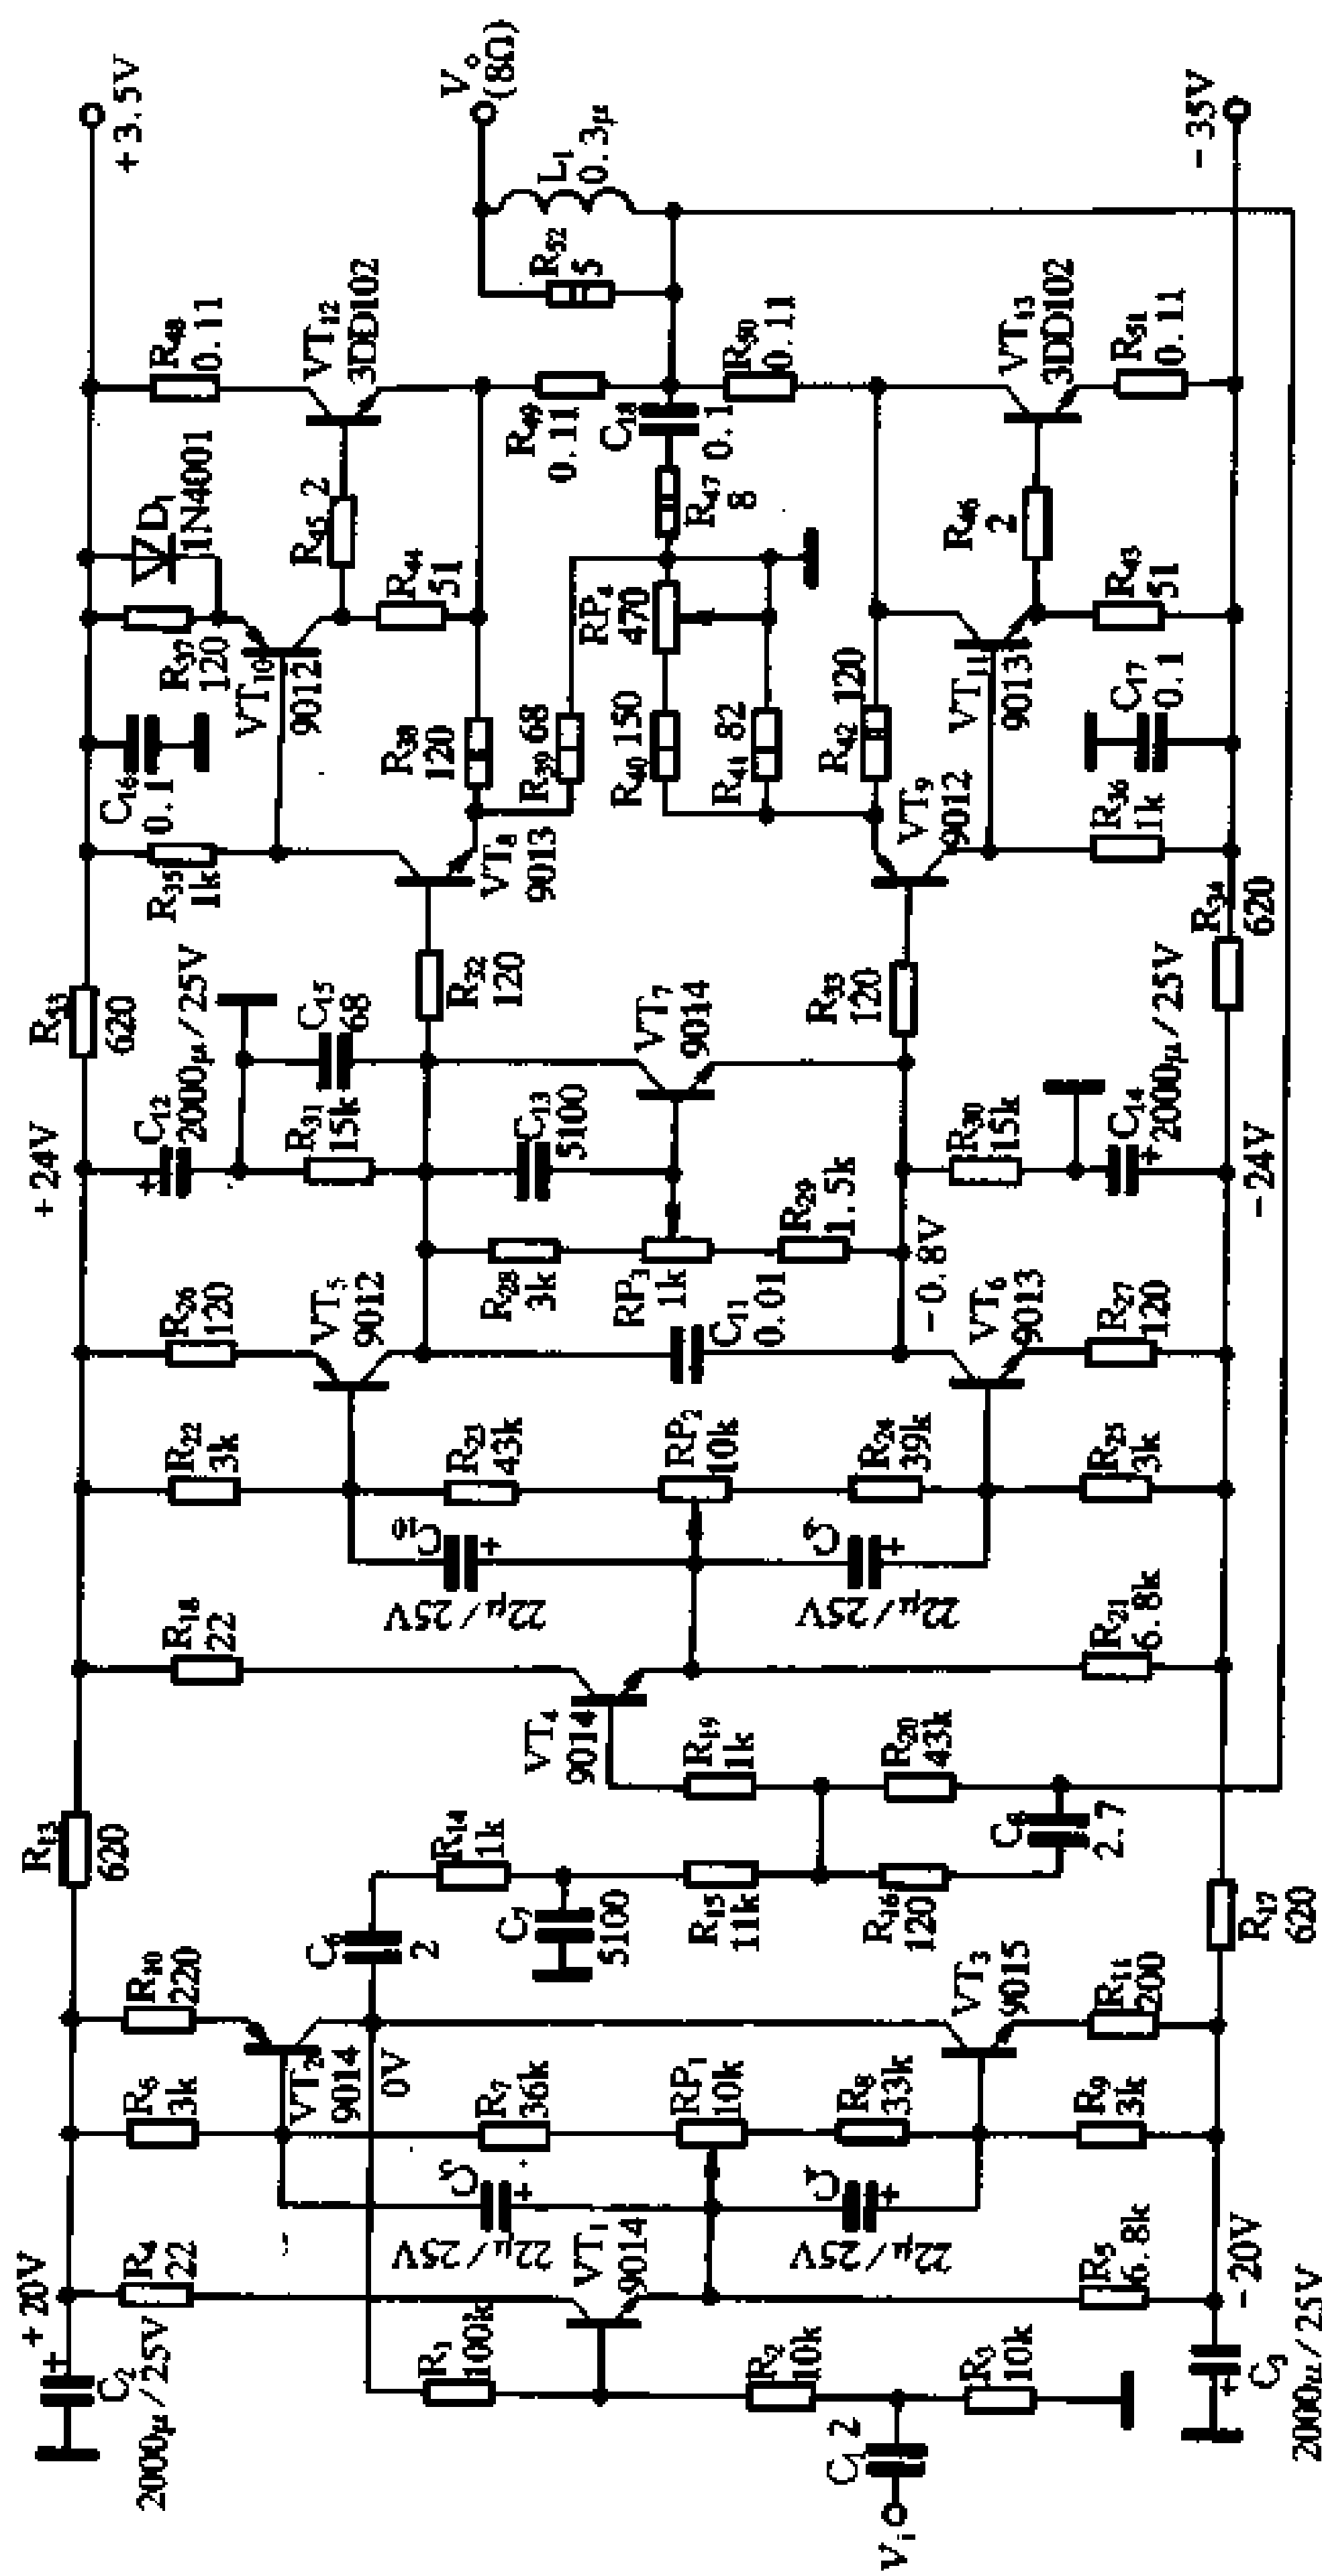 +20V
C₂
2000μ/25V
R₄
22
R₆
3k
R₁₀
220
R₁₃
620
R₁₈
22
R₂₂
3k
R₂₆
120
+24V
C₁₂
2000μ/25V
R₅₃
620
R₃₅
1k
C₁₆
0.1
R₃₇
120
D₁
1N4001
R₄₈
0.11
+3.5V
VT₂
9014
0V
C₆
2
VT₅
9012
R₃₁
15k
C₁₅
68
VT₁₀
9012
R₄₅ 2
VT₁₂
3DD102
R₁
100k
C₅
22μ/25V
R₇
36k
R₁₄
1k
C₇
5100
C₁₀
22μ/25V
R₂₃
43k
R₂₈
3k
C₁₃
5100
R₃₂
120
VT₈
9013
R₃₈
120
R₄₄
51
R₃₉ 68
R₄₉
0.11
R₅₂
5
L₁
0.3μ
Vₒ
(8Ω)
VT₁
9014
RP₁
10k
R₁₅
11k
VT₄
9014
R₁₉
1k
RP₂
10k
RP₃
1k
C₁₁
0.01
VT₇
9014
R₄₀ 150
RP₄
470
R₄₇
8
C₁₈
0.1
R₂
10k
C₄
22μ/25V
R₈
33k
R₁₆
120
R₂₀
43k
C₉
22μ/25V
R₂₄
39k
R₂₉
1.5k
R₃₃
120
R₄₁ 82
R₄₂ 120
R₅₀
0.11
Vᵢ
C₁ 2
R₃
10k
VT₃
9015
C₈
2.7
-0.8V
VT₆
9013
R₃₀
15k
VT₉
9012
VT₁₁
9013
R₄₆
2
VT₁₃
3DD102
R₅
6.8k
R₉
3k
R₁₁
200
R₂₁
6.8k
R₂₅
3k
R₂₇
120
C₁₄
2000μ/25V
R₃₆
1k
C₁₇
0.1
R₄₃
51
R₅₁
0.11
C₃
2000μ/25V
-20V
R₁₇
620
-24V
R₃₄
620
-35V